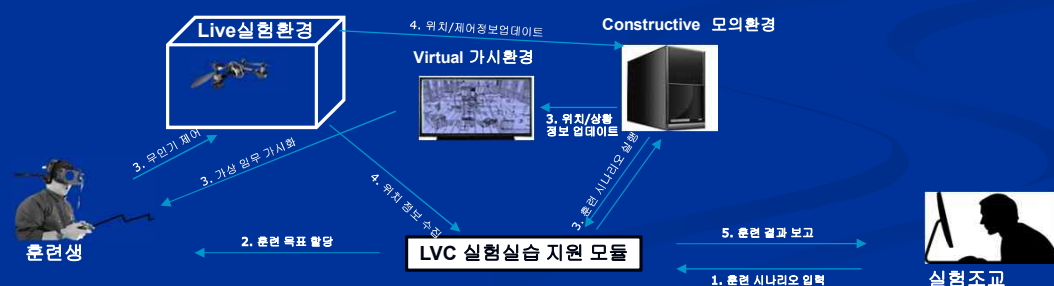 Live실험환경
4. 위치/제어정보업데이트
Constructive 모의환경
Virtual 가시환경
3. 위치/상황
정보 업데이트
3. 무인기 제어
3. 가상 임무 가시화
4. 위치 정보 수집
3. 훈련 시나리오 실행
훈련생
2. 훈련 목표 할당
LVC 실험실습 지원 모듈
5. 훈련 결과 보고
1. 훈련 시나리오 입력
실험조교